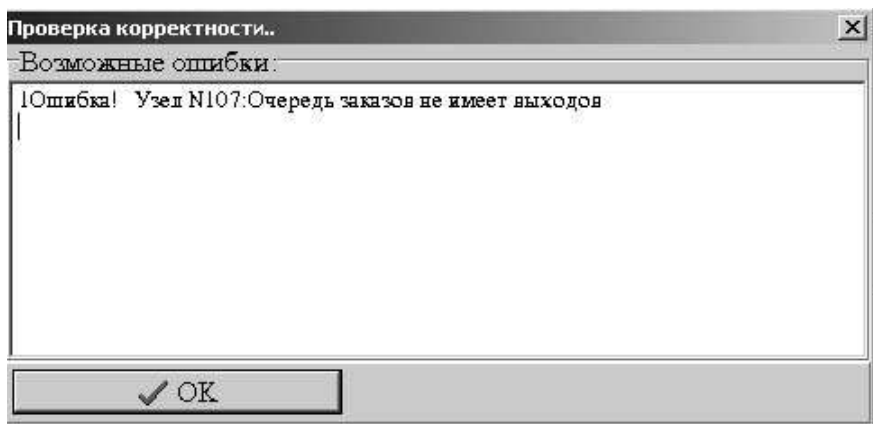 Проверка корректности..
Возможные ошибки:
1Ошибка! Узел N107:Очередь заказов не имеет выходов
OK